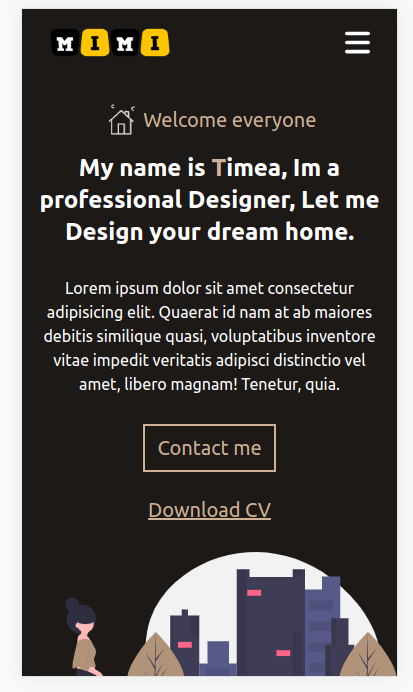 MIMI
Welcome everyone
My name is Timea, Im a
professional Designer, Let me
Design your dream home.
Lorem ipsum dolor sit amet consectetur
adipisicing elit. Quaerat id nam at ab maiores
debitis similique quasi, voluptatibus inventore
vitae impedit veritatis adipisci distinctio vel
amet, libero magnam! Tenetur, quia.
Contact me
Download CV